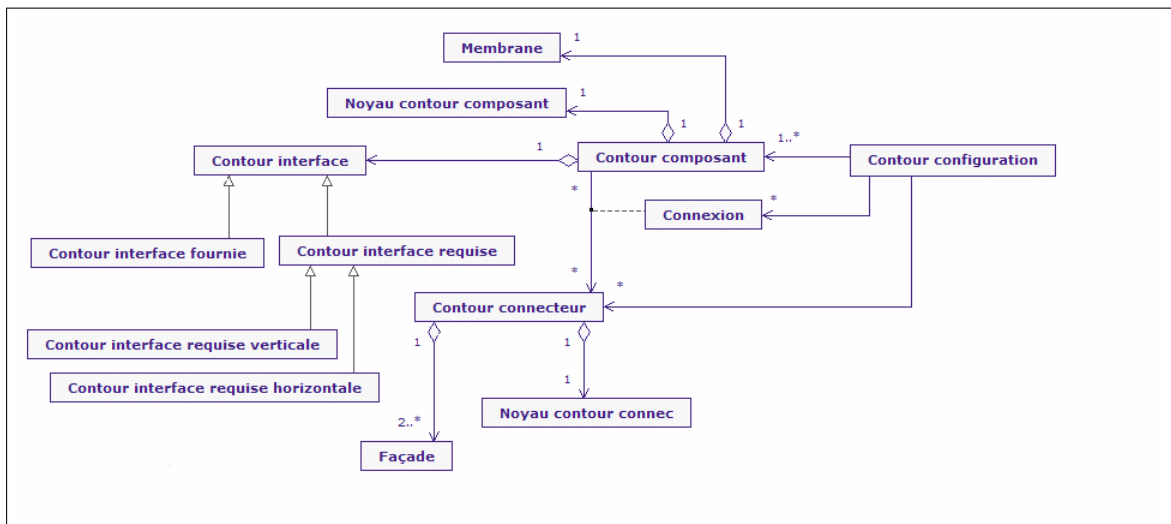 Membrane
1
Noyau contour composant
1
1
1
Contour interface
1
Contour composant
1..*
Contour configuration
*
Connexion
*
Contour interface fournie
Contour interface requise
*
*
Contour connecteur
Contour interface requise verticale
1
1
Contour interface requise horizontale
1
Noyau contour connec
2..*
Façade